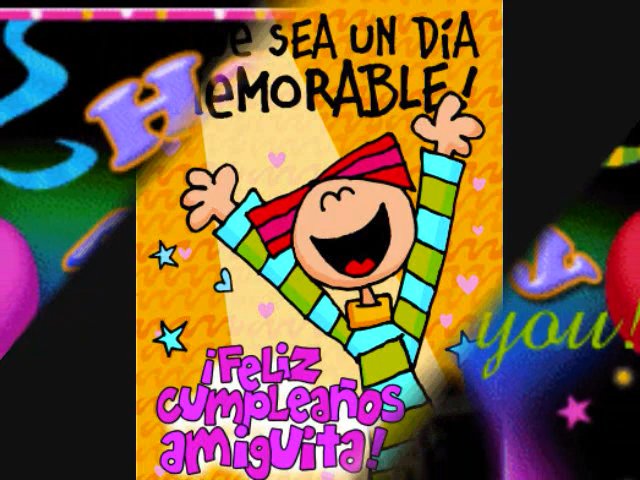 SEA UN DÍA
MEMORABLE!
H
¡FELIZ
CUMPLEAÑOS
AMIGUITA!
you!